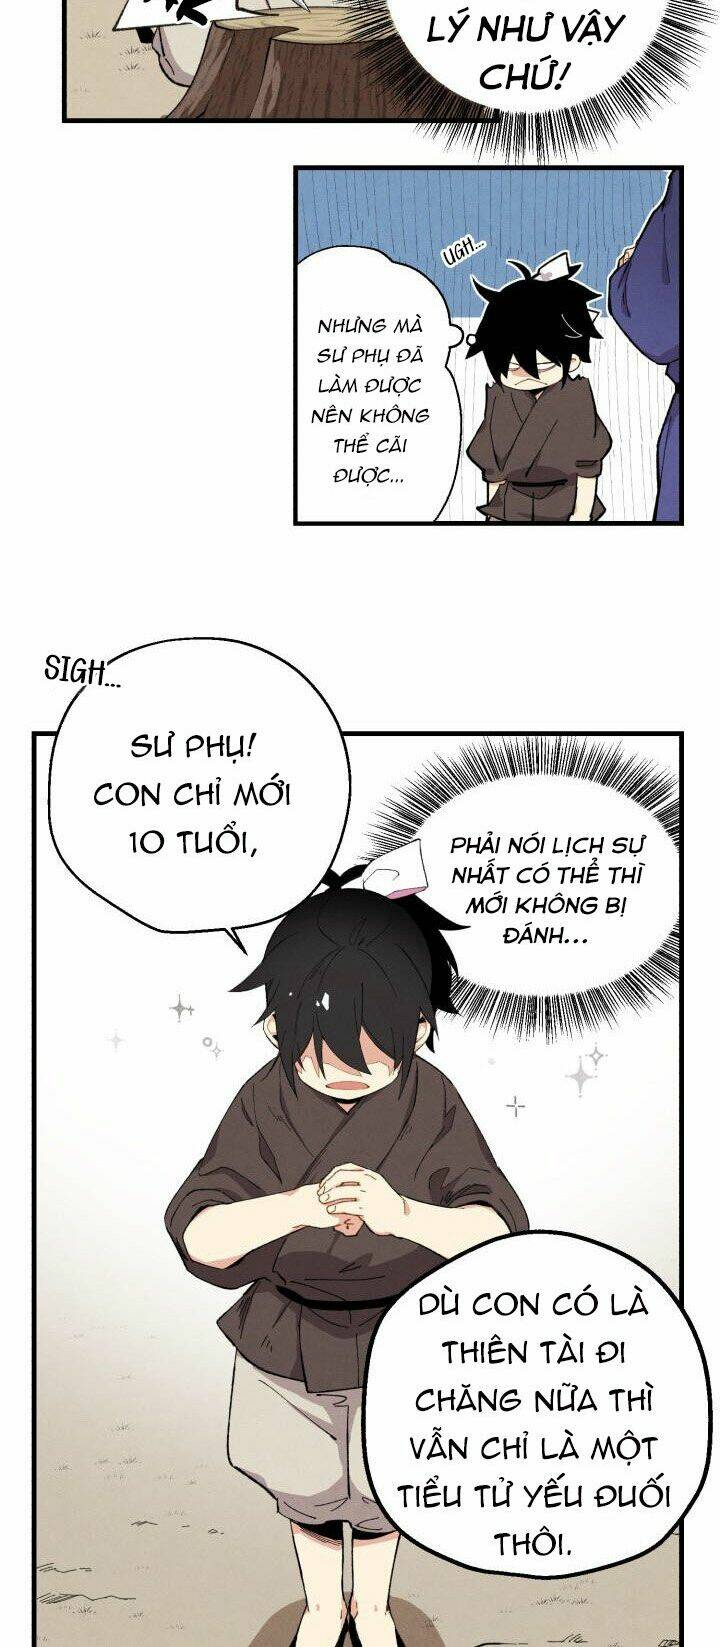 LÝ NHƯ VẬY
CHỨ!
UGH...
NHƯNG MÀ
SƯ PHỤ ĐÃ
LÀM ĐƯỢC
NÊN KHÔNG
THỂ CÃI
ĐƯỢC...
SIGH...
SƯ PHỤ!
CON CHỈ MỚI
10 TUỔI,
PHẢI NÓI LỊCH SỰ
NHẤT CÓ THỂ THÌ
MỚI KHÔNG BỊ
ĐÁNH...
DÙ CON CÓ LÀ
THIÊN TÀI ĐI
CHĂNG NỮA THÌ
VẪN CHỈ LÀ MỘT
TIỂU TỬ YẾU ĐUỐI
THÔI.